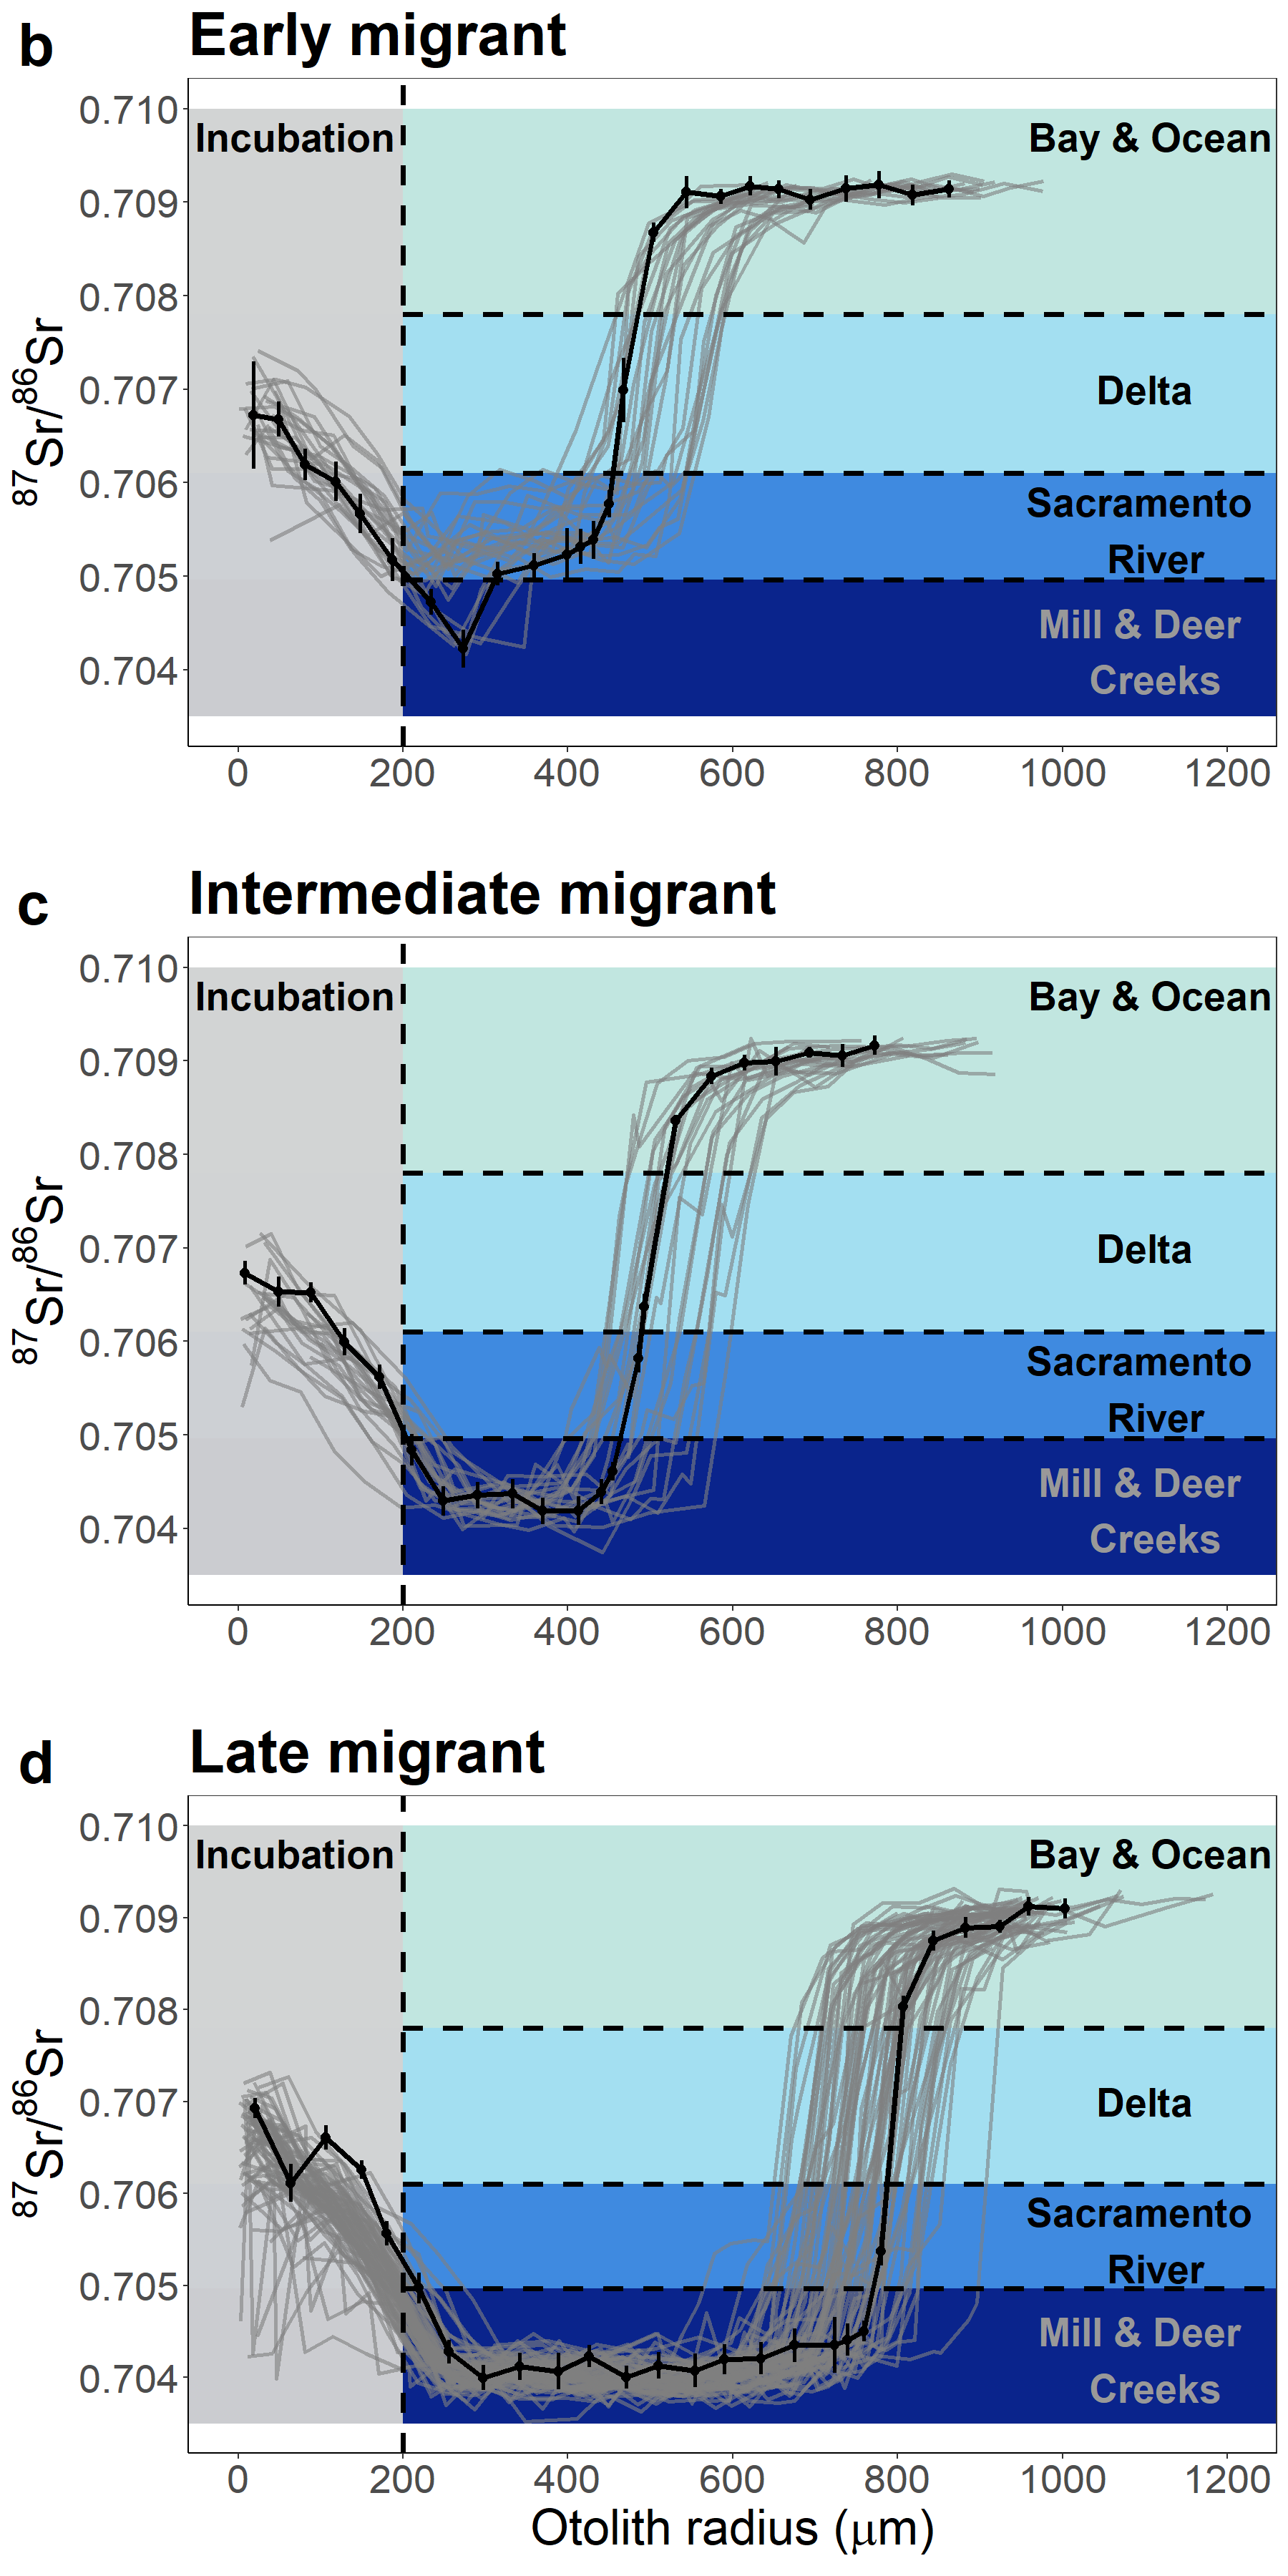 b Early migrant
0.710
0.709
0.708
0.707
0.706
0.705
0.704
87Sr/86Sr
Incubation
Bay & Ocean
Delta
Sacramento
River
Mill & Deer
Creeks
0 200 400 600 800 1000 1200
c Intermediate migrant
0.710
0.709
0.708
0.707
0.706
0.705
0.704
87Sr/86Sr
Incubation
Bay & Ocean
Delta
Sacramento
River
Mill & Deer
Creeks
0 200 400 600 800 1000 1200
d Late migrant
0.710
0.709
0.708
0.707
0.706
0.705
0.704
87Sr/86Sr
Incubation
Bay & Ocean
Delta
Sacramento
River
Mill & Deer
Creeks
0 200 400 600 800 1000 1200
Otolith radius (μm)